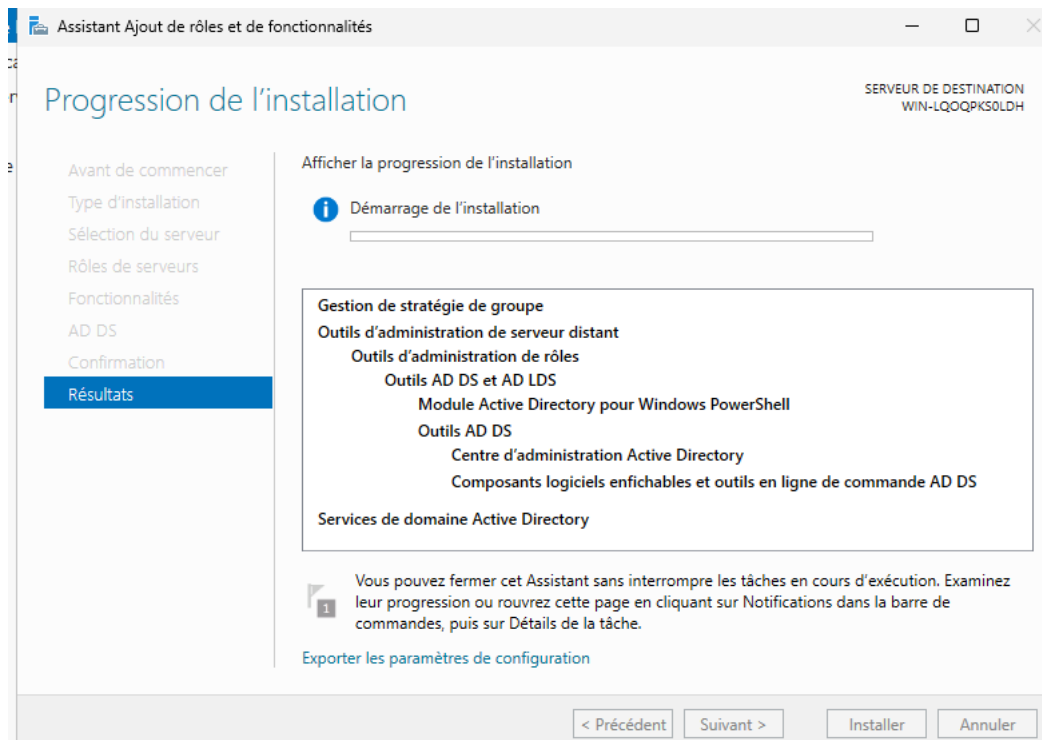 Assistant Ajout de rôles et de fonctionnalités
Progression de l'installation
SERVEUR DE DESTINATION
WIN-LQOQPKS0LDH
Avant de commencer
Type d'installation
Sélection du serveur
Rôles de serveurs
Fonctionnalités
AD DS
Confirmation
Résultats
Afficher la progression de l'installation
Démarrage de l'installation
Gestion de stratégie de groupe
Outils d'administration de serveur distant
Outils d'administration de rôles
Outils AD DS et AD LDS
Module Active Directory pour Windows PowerShell
Outils AD DS
Centre d'administration Active Directory
Composants logiciels enfichables et outils en ligne de commande AD DS
Services de domaine Active Directory
1
Vous pouvez fermer cet Assistant sans interrompre les tâches en cours d'exécution. Examinez
leur progression ou rouvrez cette page en cliquant sur Notifications dans la barre de
commandes, puis sur Détails de la tâche.
Exporter les paramètres de configuration
< Précédent
Suivant >
Installer
Annuler